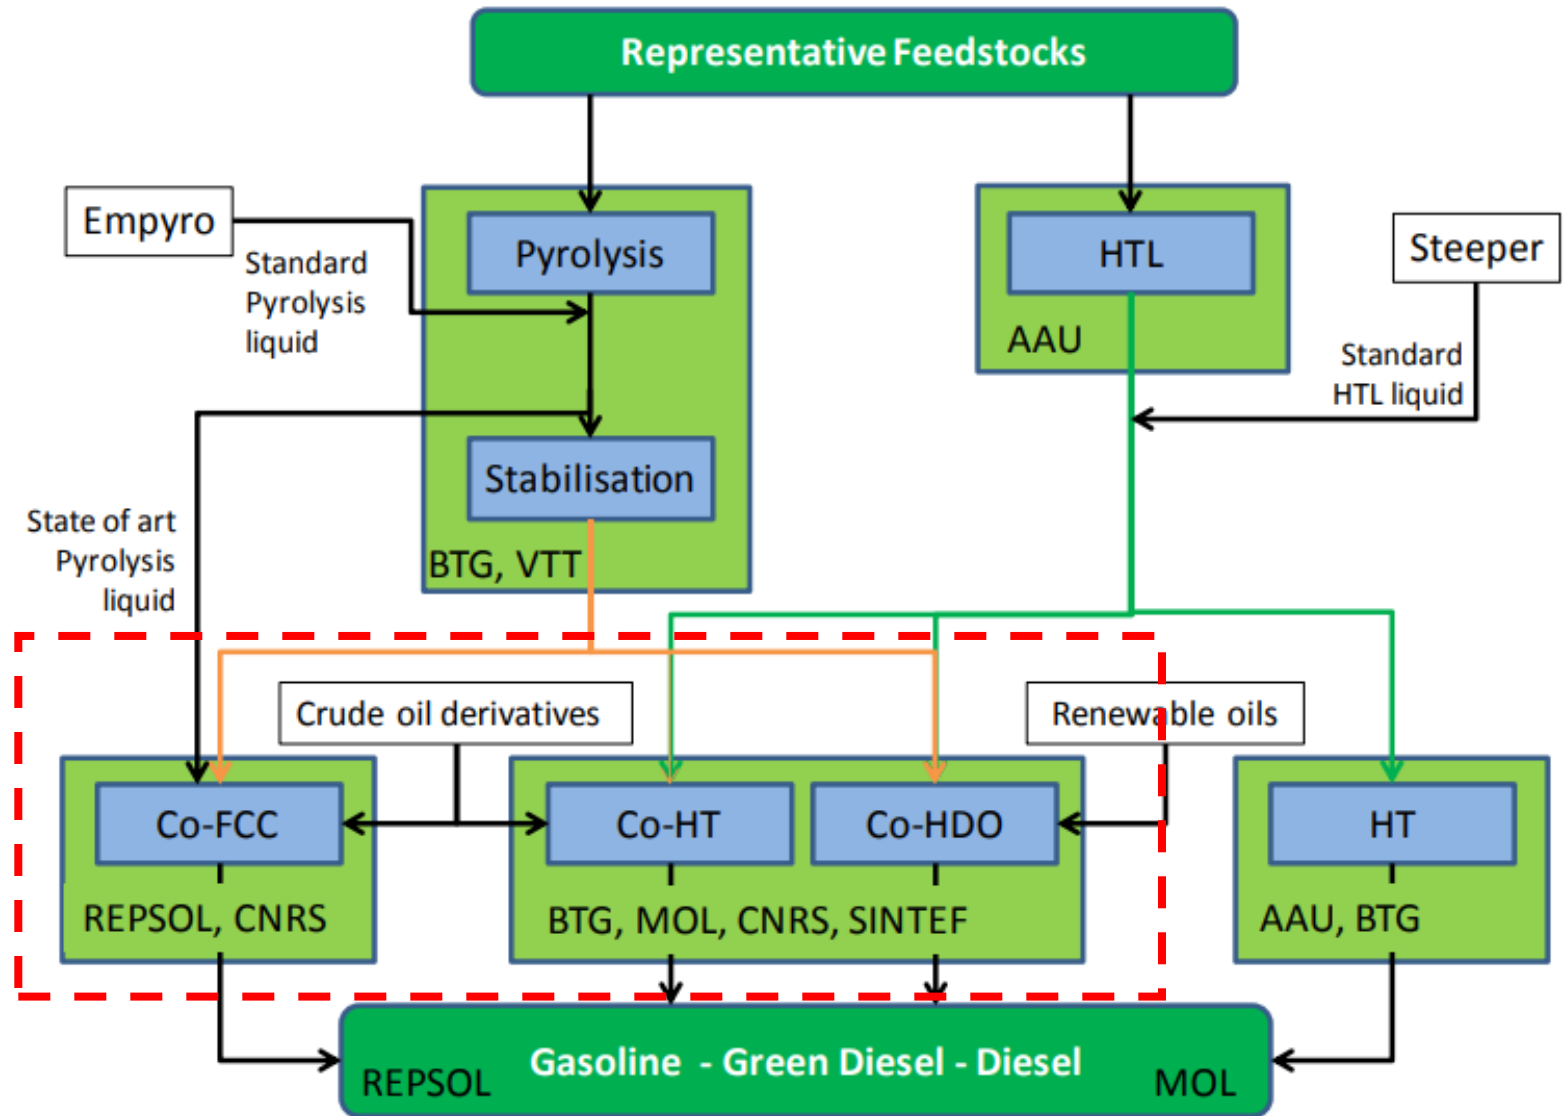 Representative Feedstocks
Empyro
Standard
Pyrolysis
liquid
Pyrolysis
HTL
Steeper
AAU
Standard
HTL liquid
Stabilisation
State of art
Pyrolysis
liquid
BTG, VTT
Crude oil derivatives
Renewable oils
Co-FCC
Co-HT
Co-HDO
HT
REPSOL, CNRS
BTG, MOL, CNRS, SINTEF
AAU, BTG
Gasoline - Green Diesel - Diesel
REPSOL
MOL